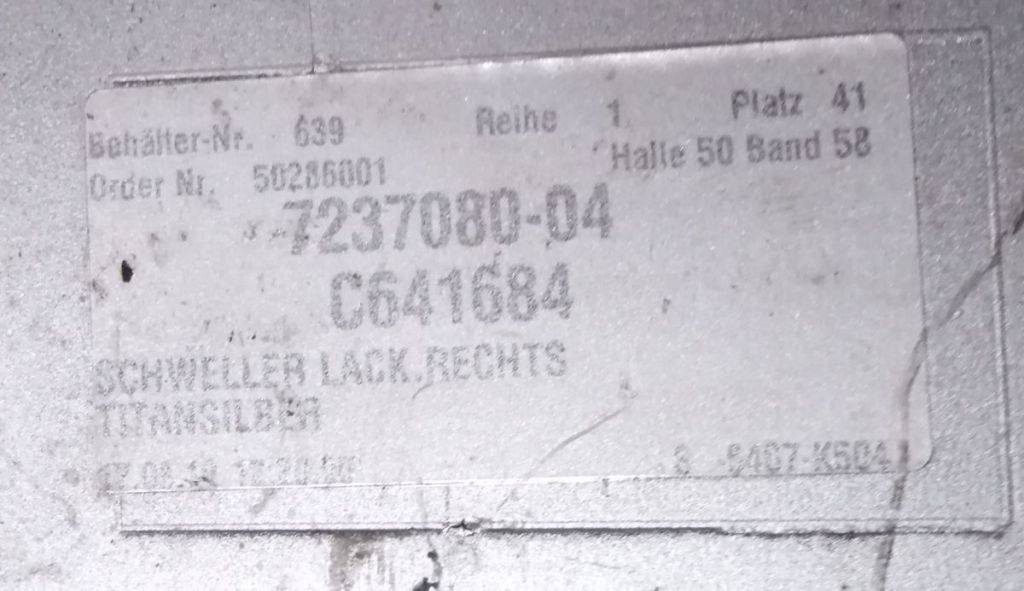 Behälter-Nr. 639 Reihe 1 Platz 41
Order Nr. 50286001 Halle 50 Band 58
7237080-04
C641684
SCHWELLER LACK.RECHTS
TITANSILBER